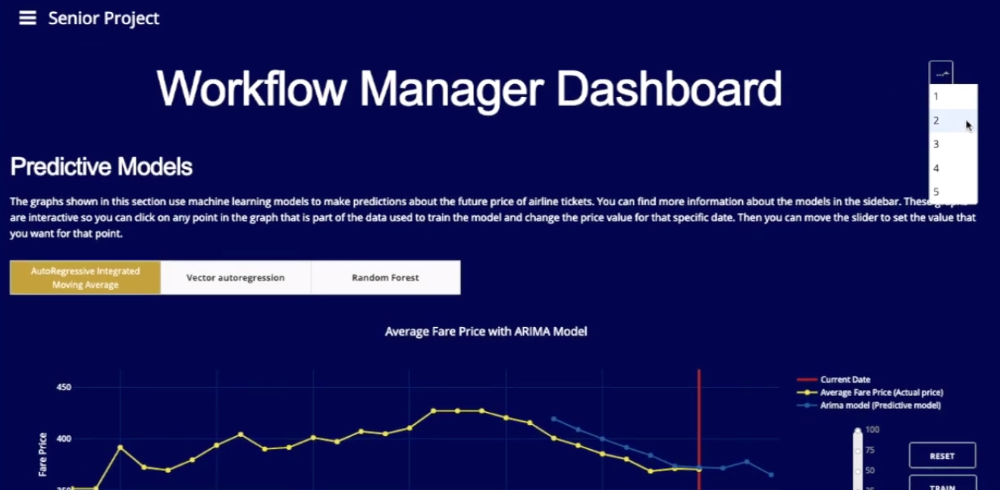 Senior Project
Workflow Manager Dashboard
1
2
3
4
5
Predictive Models
The graphs shown in this section use machine learning models to make predictions about the future price of airline tickets. You can find more information about the models in the sidebar. These graphs
are interactive so you can click on any point in the graph that is part of the data used to train the model and change the price value for that specific date. Then you can move the slider to set the value that
you want for that point.
AutoRegressive Integrated
Moving Average
Vector autoregression
Random Forest
Average Fare Price with ARIMA Model
450
400
Fare Price
Current Date
Average Fare Price (Actual price)
Arima model (Predictive model)
100
75
50
RESET
TRAIN